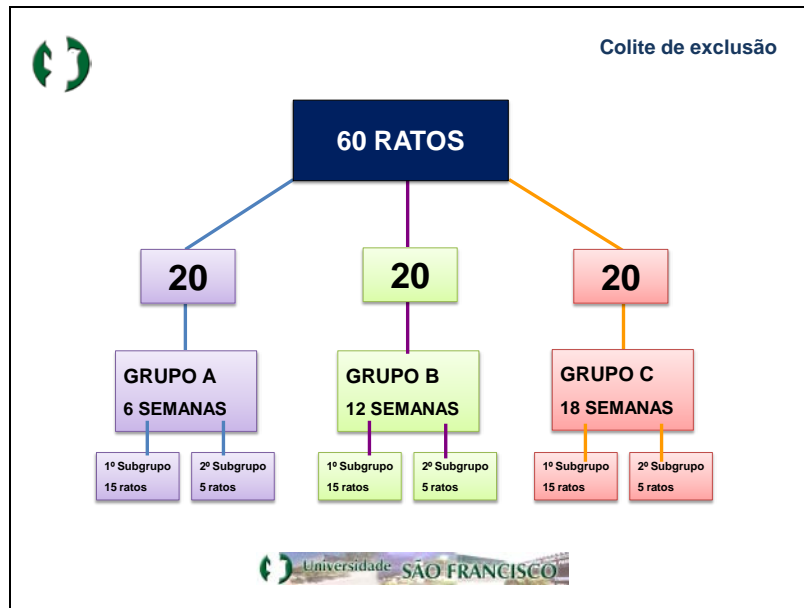 Colite de exclusão
60 RATOS
20
20
20
GRUPO A
6 SEMANAS
GRUPO B
12 SEMANAS
GRUPO C
18 SEMANAS
1º Subgrupo
15 ratos
2º Subgrupo
5 ratos
1º Subgrupo
15 ratos
2º Subgrupo
5 ratos
1º Subgrupo
15 ratos
2º Subgrupo
5 ratos
Universidade SÃO FRANCISCO